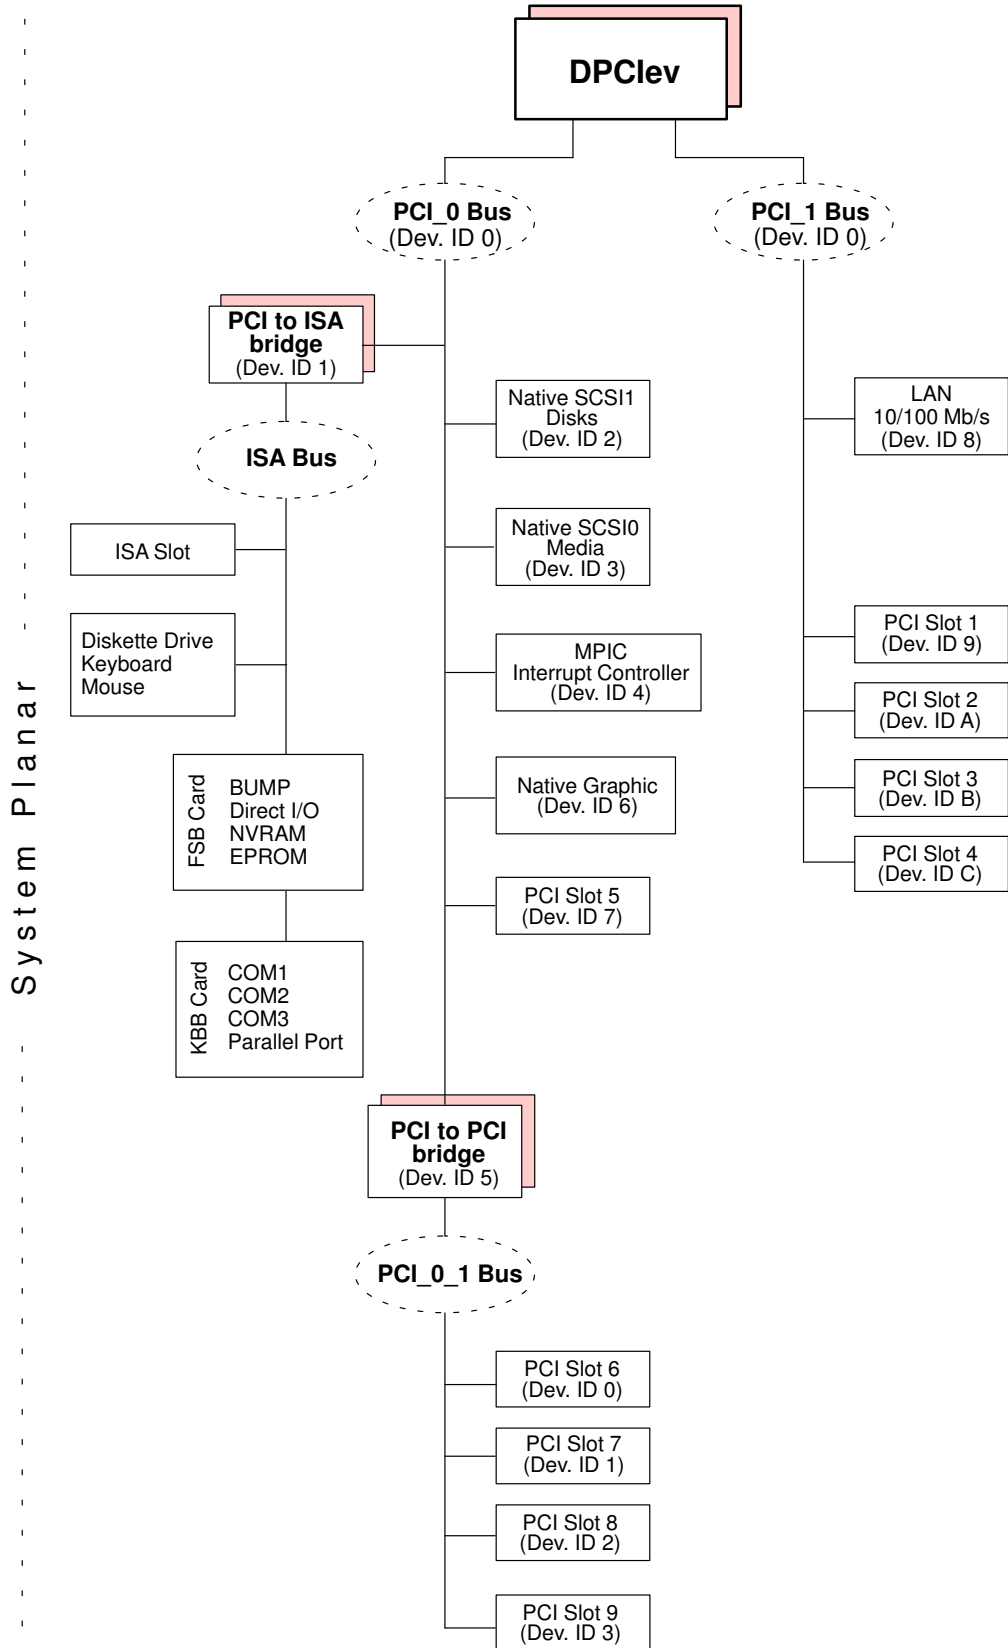 DPClev
PCI_0 Bus
(Dev. ID 0)
PCI_1 Bus
(Dev. ID 0)
PCI to ISA
bridge
(Dev. ID 1)
ISA Bus
ISA Slot
Diskette Drive
Keyboard
Mouse
FSB Card
BUMP
Direct I/O
NVRAM
EPROM
KBB Card
COM1
COM2
COM3
Parallel Port
Native SCSI1
Disks
(Dev. ID 2)
Native SCSI0
Media
(Dev. ID 3)
MPIC
Interrupt Controller
(Dev. ID 4)
Native Graphic
(Dev. ID 6)
PCI Slot 5
(Dev. ID 7)
PCI to PCI
bridge
(Dev. ID 5)
PCI_0_1 Bus
PCI Slot 6
(Dev. ID 0)
PCI Slot 7
(Dev. ID 1)
PCI Slot 8
(Dev. ID 2)
PCI Slot 9
(Dev. ID 3)
LAN
10/100 Mb/s
(Dev. ID 8)
PCI Slot 1
(Dev. ID 9)
PCI Slot 2
(Dev. ID A)
PCI Slot 3
(Dev. ID B)
PCI Slot 4
(Dev. ID C)
System Planar